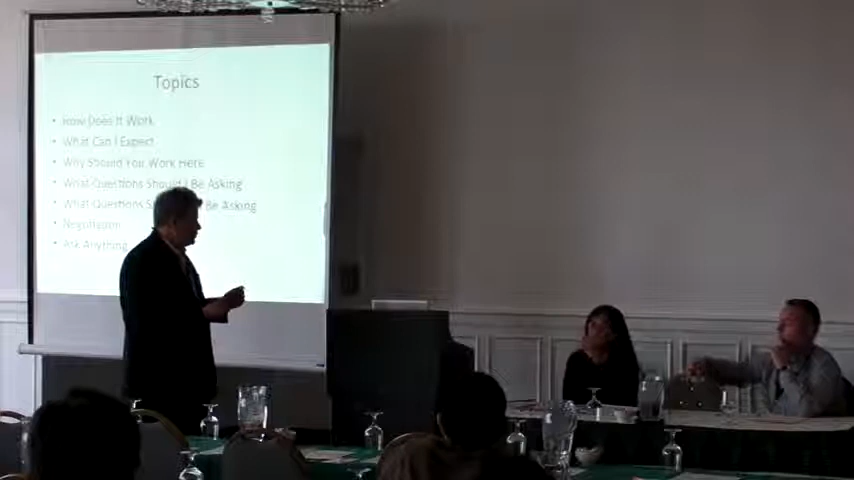 Topics
• How Does It Work
• What Can I Expect
• Why Should You Work Here
• What Questions Should I Be Asking
• What Questions Be Asking
• Negotiation
• Ask Anything